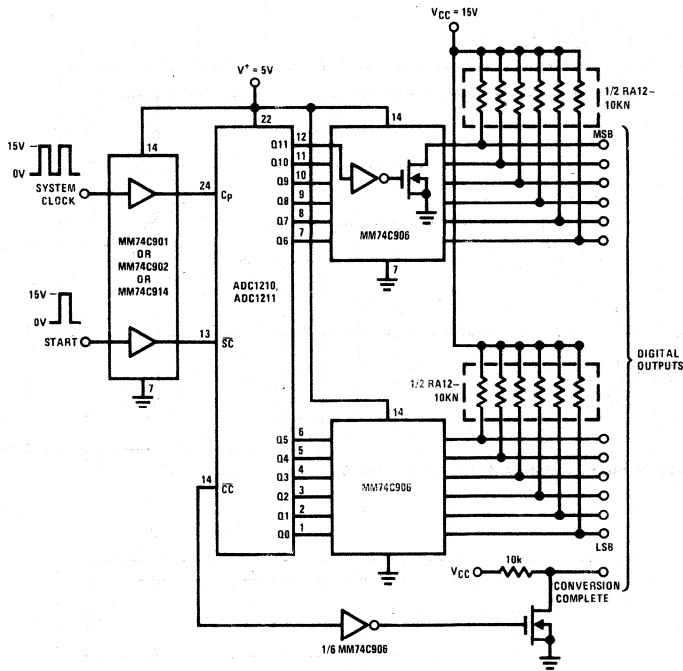 VCC = 15V
V+ = 5V
1/2 RA12–
10KN
14
22
14
MSB
15V
0V
SYSTEM
CLOCK
14
24
CP
Q11
12
Q10
11
Q9
10
Q8
9
Q7
8
Q6
7
MM74C906
7
MM74C901
OR
MM74C902
OR
MM74C914
ADC1210,
ADC1211
15V
0V
START
13
SC
7
DIGITAL
OUTPUTS
1/2 RA12–
10KN
14
Q5
6
Q4
5
Q3
4
Q2
3
Q1
2
Q0
1
MM74C906
14
CC
LSB
VCC
10k
CONVERSION
COMPLETE
1/6 MM74C906